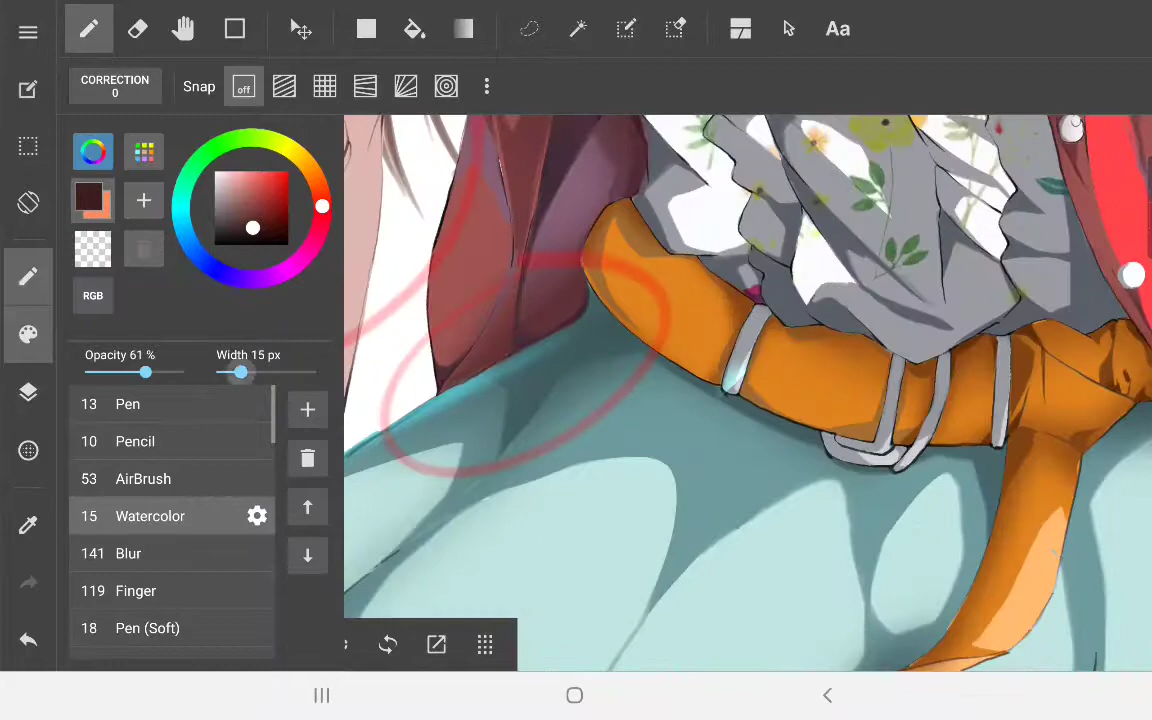 Aa
CORRECTION
0
Snap
off
RGB
Opacity 61 %
Width 15 px
13 Pen
10 Pencil
53 AirBrush
15 Watercolor
141 Blur
119 Finger
18 Pen (Soft)